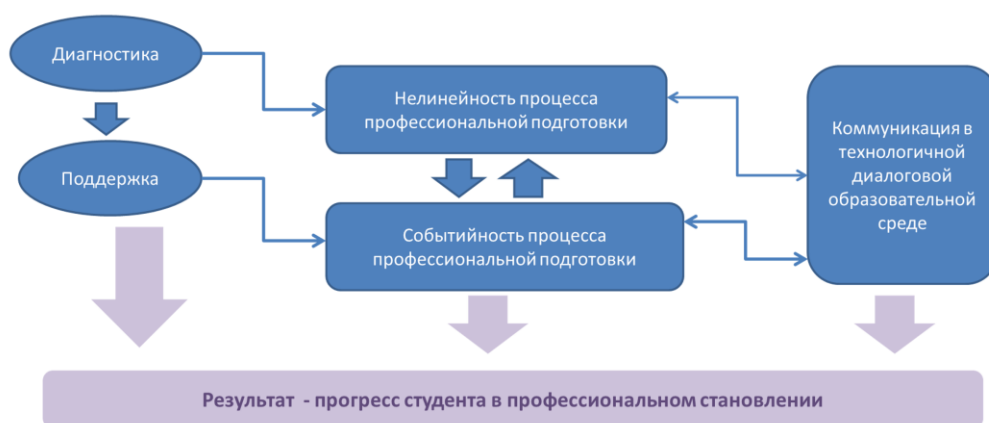 Диагностика
Нелинейность процесса
профессиональной подготовки
Коммуникация в
технологичной
диалоговой
образовательной
среде
Поддержка
Событийность процесса
профессиональной подготовки
Результат - прогресс студента в профессиональном становлении